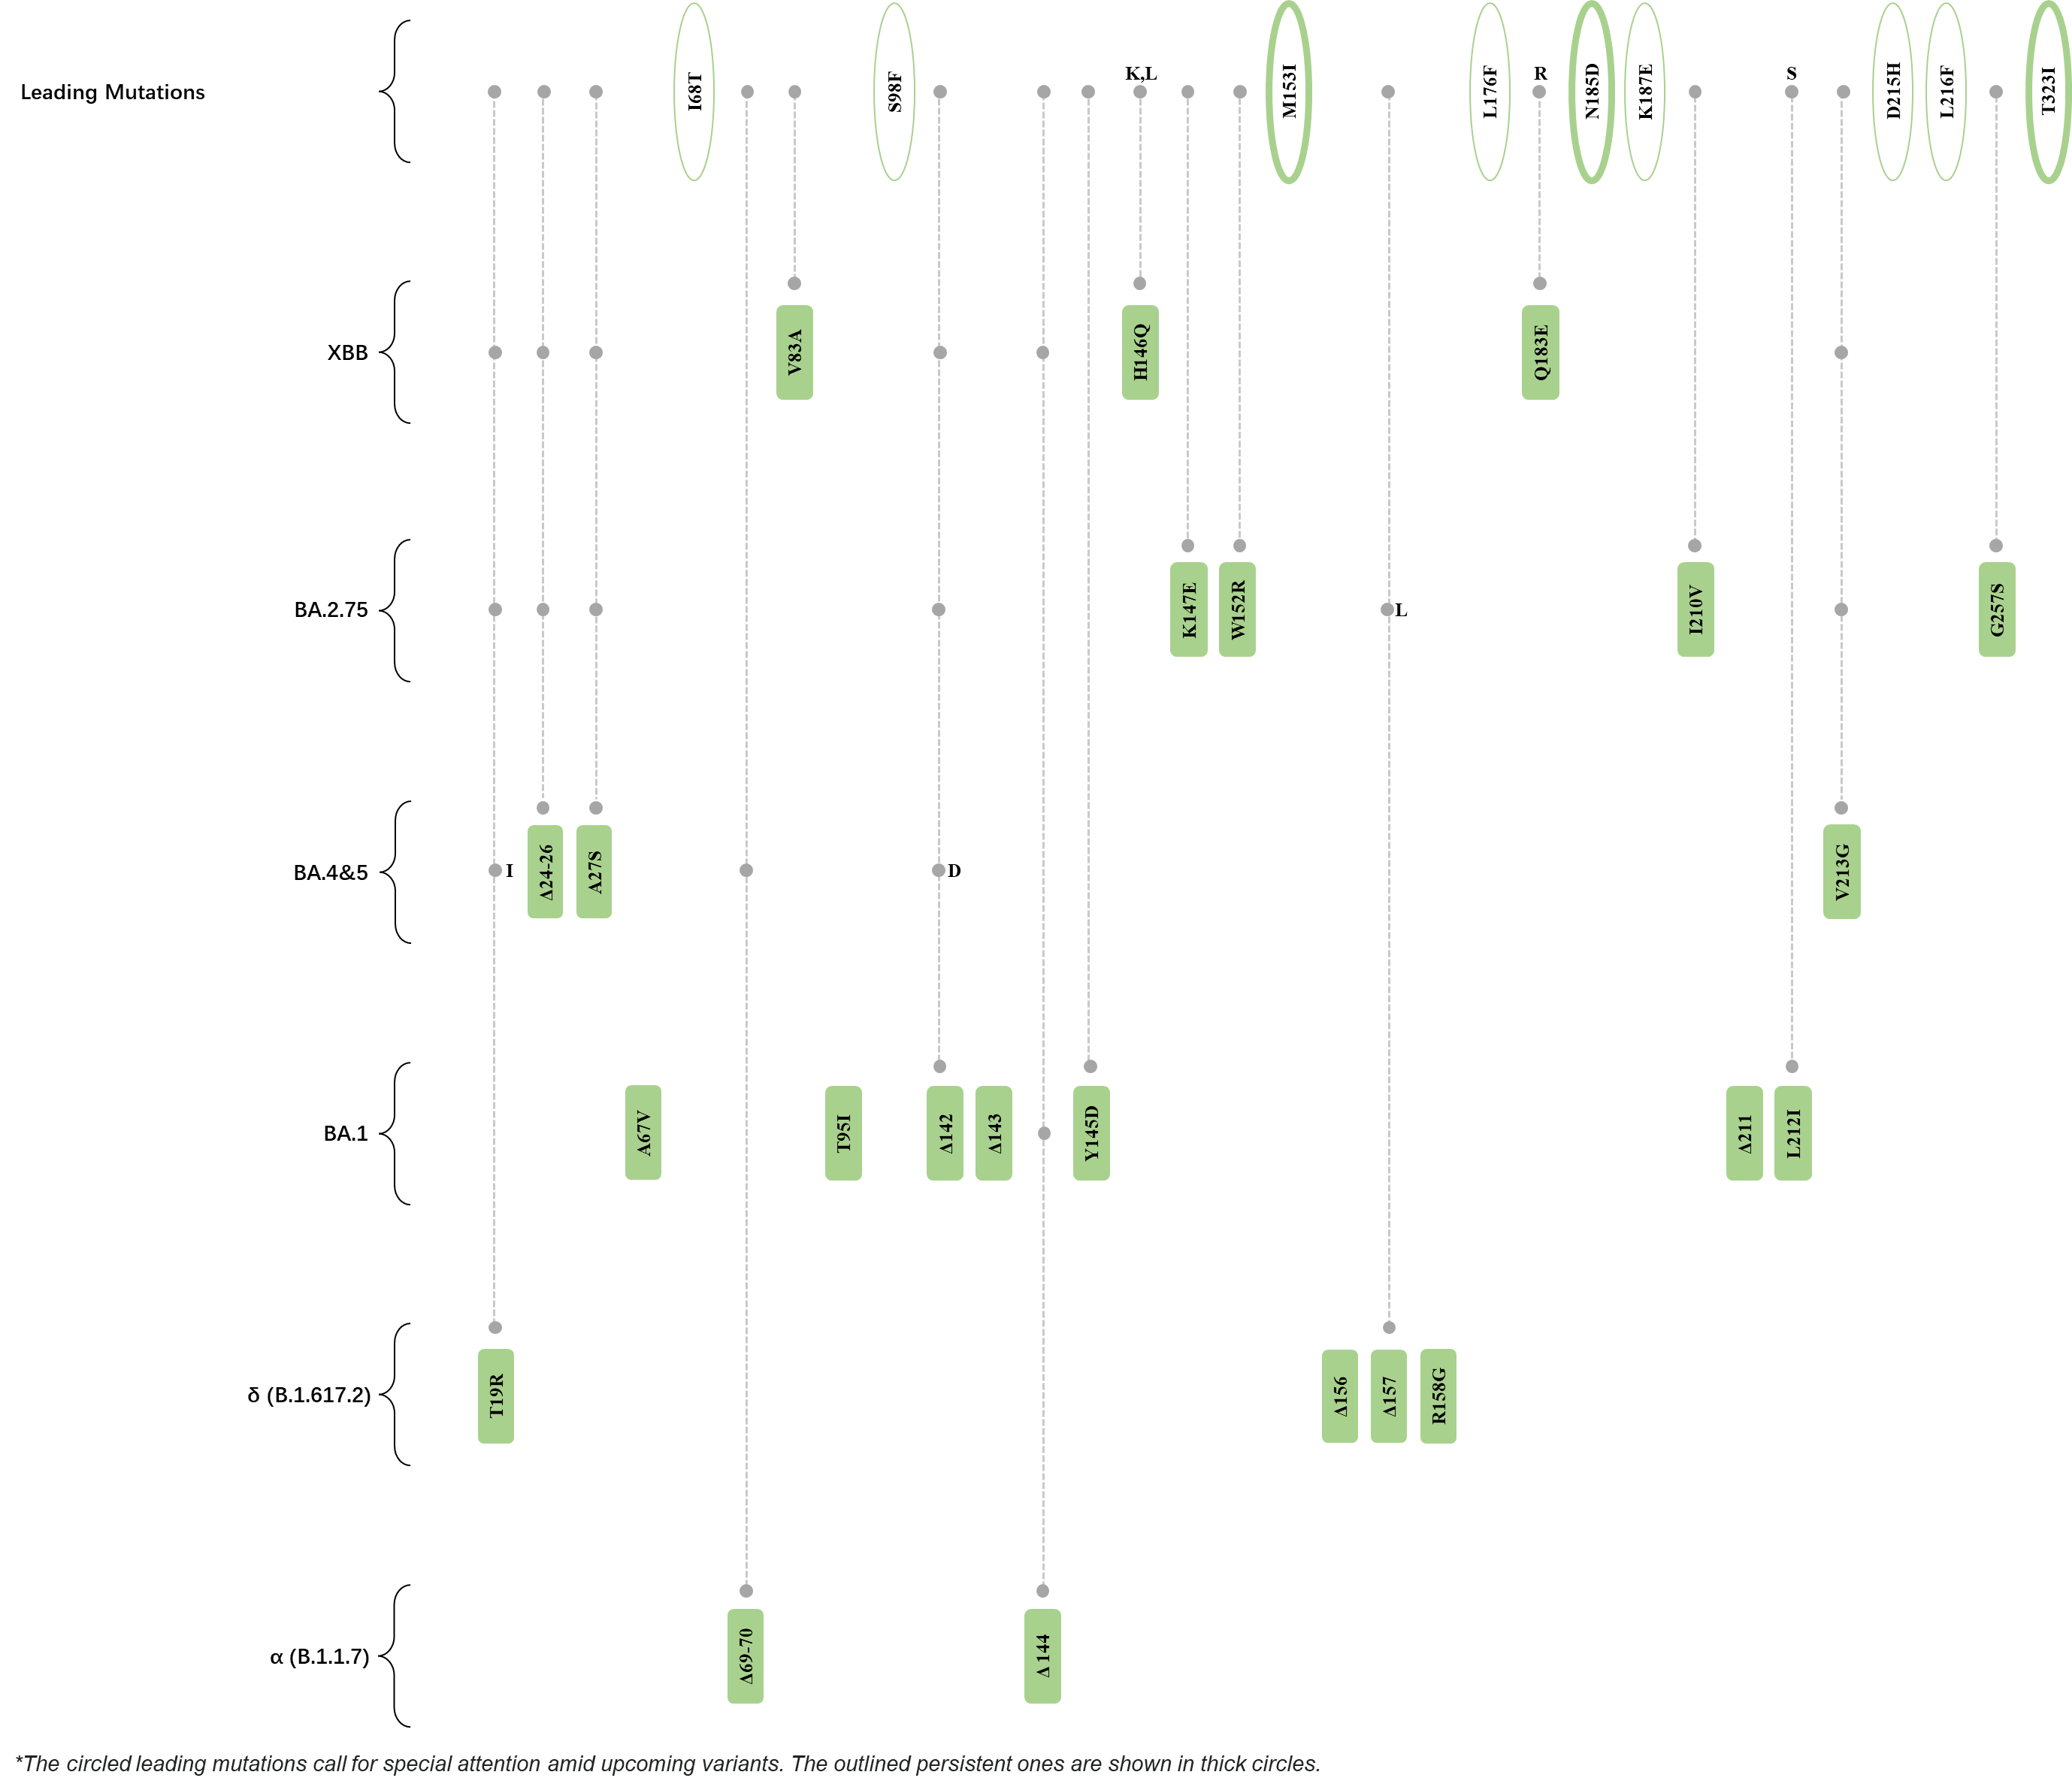 K,L
R
S
Leading Mutations
I68T
S98F
M153I
L176F
N185D
K187E
D215H
L216F
T323I
XBB
V83A
H146Q
Q183E
BA.2.75
K147E
W152R
L
I210V
G257S
BA.4&5
I
Δ24-26
A27S
D
V213G
BA.1
A67V
T95I
Δ142
Δ143
Y145D
Δ211
L212I
δ (B.1.617.2)
T19R
Δ156
Δ157
R158G
α (B.1.1.7)
Δ69-70
Δ 144
*The circled leading mutations call for special attention amid upcoming variants. The outlined persistent ones are shown in thick circles.